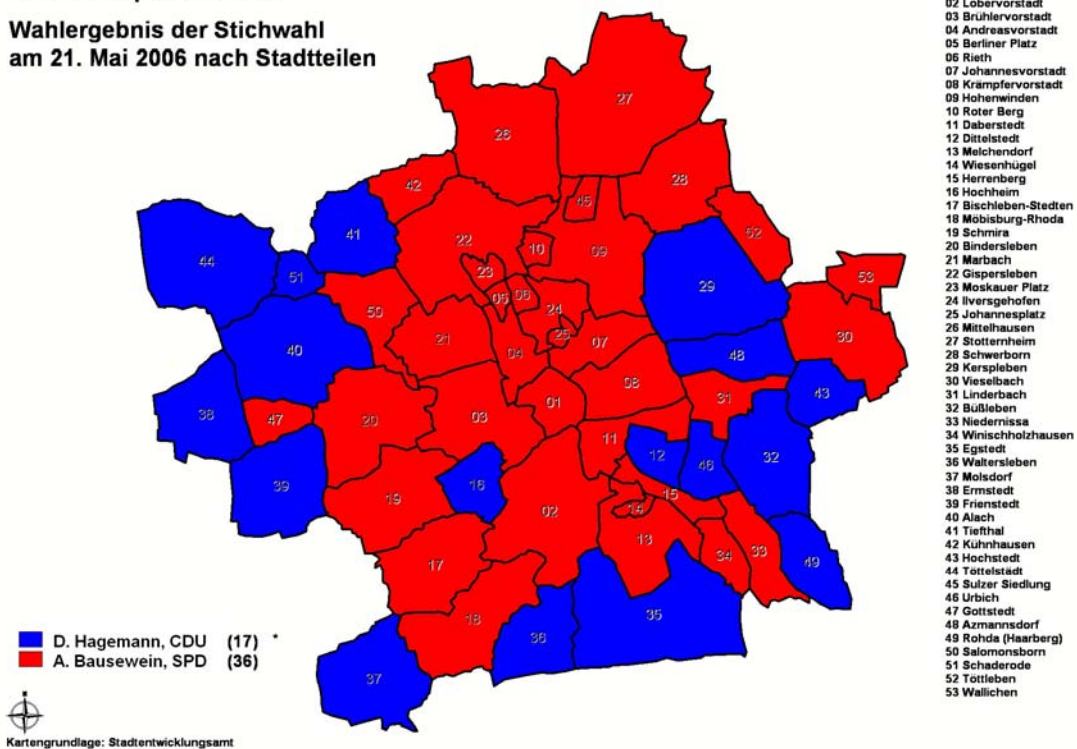 Wahlergebnis der Stichwahl
am 21. Mai 2006 nach Stadtteilen
02 Löbervorstadt
03 Brühlervorstadt
04 Andreasvorstadt
05 Berliner Platz
06 Rieth
07 Johannesvorstadt
08 Krämpfervorstadt
09 Hohenwinden
10 Roter Berg
11 Daberstedt
12 Dittelstedt
13 Melchendorf
14 Wiesenhügel
15 Herrenberg
16 Hochheim
17 Bischleben-Stedten
18 Möbisburg-Rhoda
19 Schmira
20 Bindersleben
21 Marbach
22 Gispersleben
23 Moskauer Platz
24 Ilversgehofen
25 Johannesplatz
26 Mittelhausen
27 Stotternheim
28 Schwerborn
29 Kerspleben
30 Vieselbach
31 Linderbach
32 Büßleben
33 Niedernissa
34 Winischholzhausen
35 Egstedt
36 Waltersleben
37 Molsdorf
38 Ermstedt
39 Frienstedt
40 Alach
41 Tiefthal
42 Kühnhausen
43 Hochstedt
44 Töttelstädt
45 Sulzer Siedlung
46 Urbich
47 Gottstedt
48 Azmannsdorf
49 Rohda (Haarberg)
50 Salomonsborn
51 Schaderode
52 Töttleben
53 Wallichen
27
26
28
42
45
52
41
22
10
09
44
51
23
53
29
05
06
50
24
30
25
21
07
40
04
48
08
43
31
38
01
47
20
03
11
12
46
32
39
16
19
15
02
14
13
34
33
49
17
18
35
36
37
D. Hagemann, CDU (17) *
A. Bausewein, SPD (36)
Kartengrundlage: Stadtentwicklungsamt